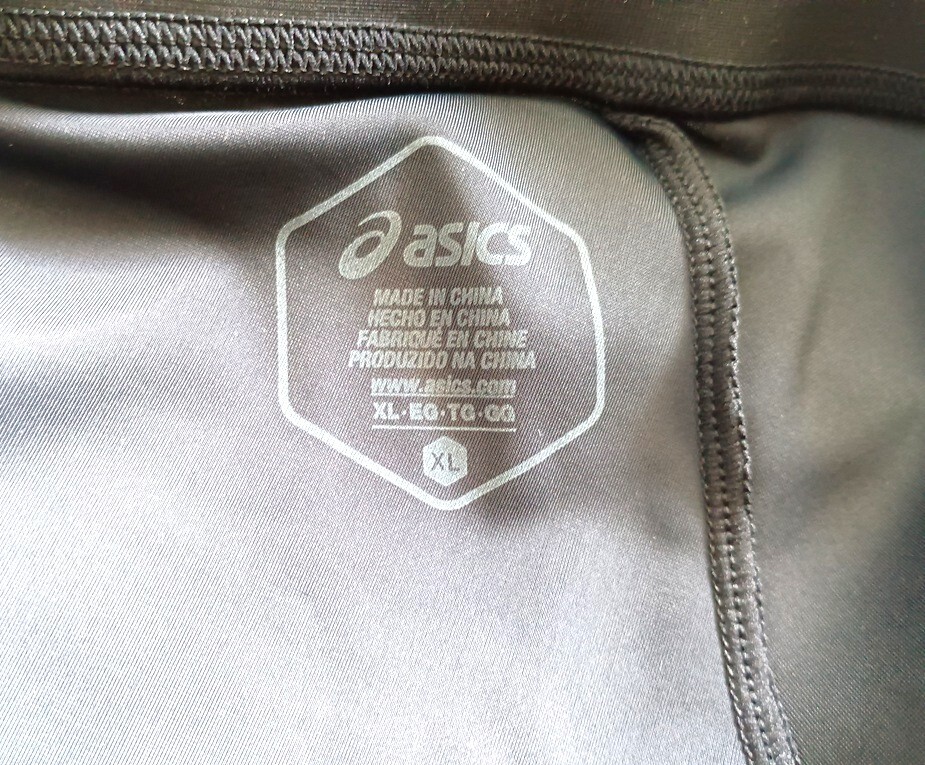 asics
MADE IN CHINA
HECHO EN CHINA
FABRIQUÉ EN CHINE
PRODUZIDO NA CHINA
www.asics.com
XL·EG·TG·GG
XL